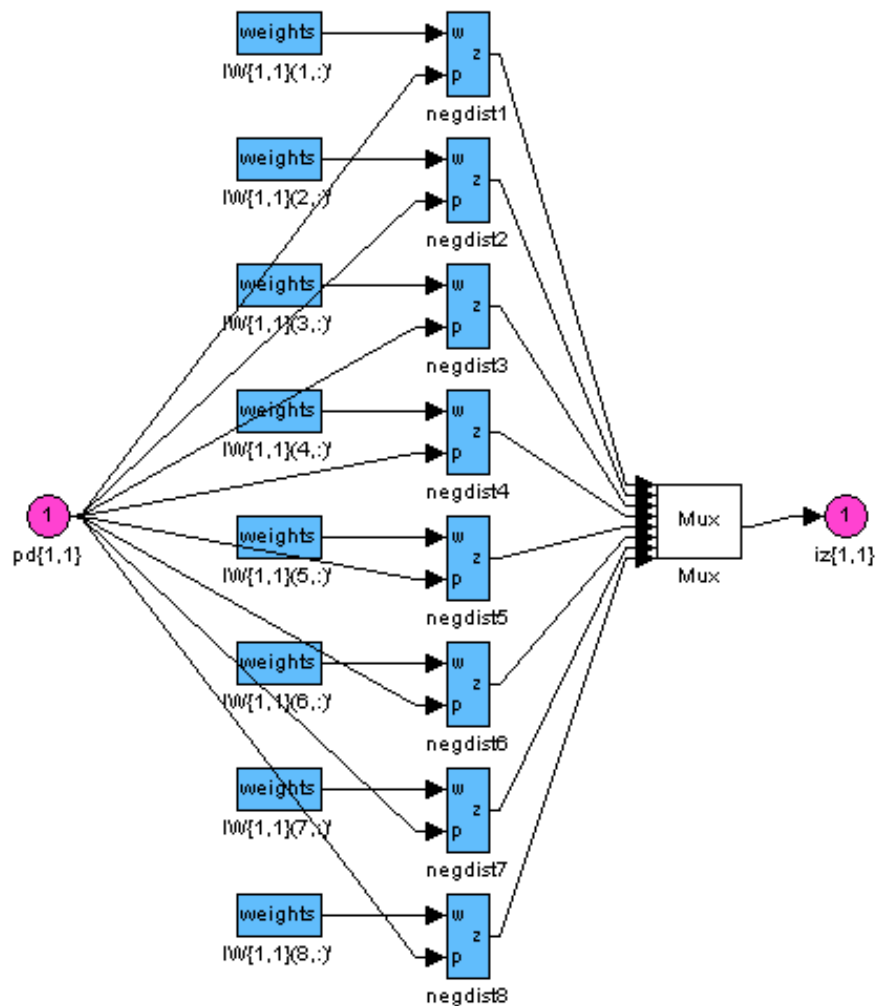 weights
w
z
p
IW{1,1}(1,:)'
negdist1
weights
w
z
p
IW{1,1}(2,:)'
negdist2
weights
w
z
p
IW{1,1}(3,:)'
negdist3
weights
w
z
p
IW{1,1}(4,:)'
negdist4
1
pd{1,1}
weights
w
z
p
IW{1,1}(5,:)'
negdist5
Mux
Mux
1
iz{1,1}
weights
w
z
p
IW{1,1}(6,:)'
negdist6
weights
w
z
p
IW{1,1}(7,:)'
negdist7
weights
w
z
p
IW{1,1}(8,:)'
negdist8